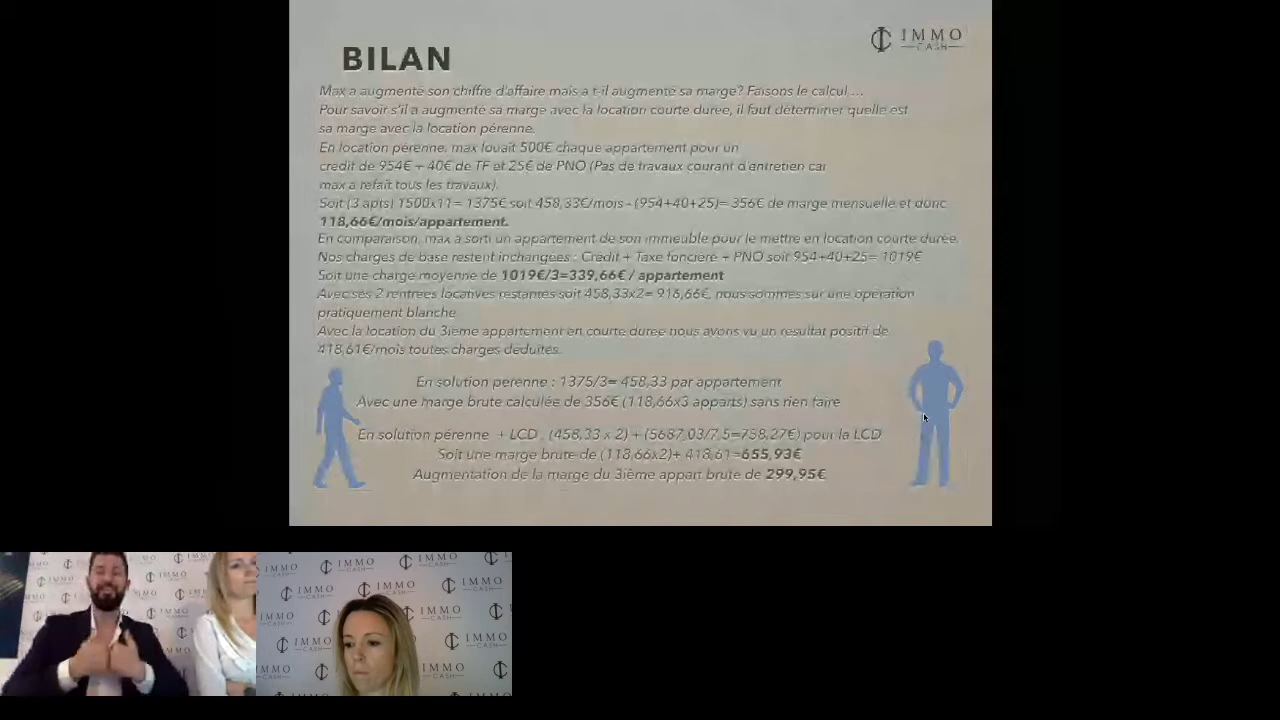 IMMO
CASH
BILAN
Max a augmenté son chiffre d'affaire mais a t-il augmenté sa marge? Faisons le calcul....
Pour savoir s'il a augmenté sa marge avec la location courte durée, il faut déterminer quelle est
sa marge avec la location pérenne.
En location pérenne, max louait 500€ chaque appartement pour un
crédit de 954€ + 40€ de TF et 25€ de PNO (Pas de travaux courant d'entretien car
max a refait tous les travaux).
Soit (3 apts) 1500x11= 1375€ soit 458,33€/mois - (954+40+25)= 356€ de marge mensuelle et donc
118,66€/mois/appartement.
En comparaison, max a sorti un appartement de son immeuble pour le mettre en location courte durée.
Nos charges de base restent inchangées : Crédit + Taxe foncière + PNO soit 954+40+25= 1019€
Soit une charge moyenne de 1019€/3=339,66€ / appartement
Avec ses 2 rentrées locatives restantes soit 458,33x2= 916,66€, nous sommes sur une opération
pratiquement blanche
Avec la location du 3ième appartement en courte durée nous avons vu un résultat positif de
418,61€/mois toutes charges déduites.
En solution pérenne : 1375/3= 458,33 par appartement
Avec une marge brute calculée de 356€ (118,66x3 apparts) sans rien faire
En solution pérenne + LCD : (458,33 x 2) + (5687,03/7,5=758,27€) pour la LCD
Soit une marge brute de (118,66x2)+ 418,61=655,93€
Augmentation de la marge du 3ième appart brute de 299,95€
IMMO
CASH